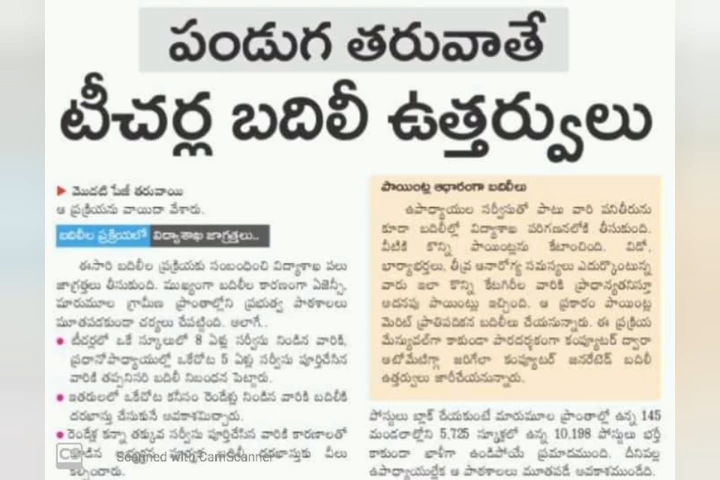 పండుగ తరువాతే
టీచర్ల బదిలీ ఉత్తర్వులు
▶ మొదటి పేజీ తరువాయి
ఆ ప్రక్రియను వాయిదా వేశారు.
బదిలీల ప్రక్రియలో విద్యాశాఖ జాగ్రత్తలు..
ఈసారి బదిలీల ప్రక్రియకు సంబంధించి విద్యాశాఖ పలు
జాగ్రత్తలు తీసుకుంది. ముఖ్యంగా బదిలీల కారణంగా ఏజెన్సీ,
మారుమూల గ్రామీణ ప్రాంతాల్లోని ప్రభుత్వ పాఠశాలలు
మూతపడకుండా చర్యలు చేపట్టింది. అలాగే..
• టీచర్లలో ఒకే స్కూలులో 8 ఏళ్లు సర్వీసు నిండిన వారికి,
ప్రధానోపాధ్యాయుల్లో ఒకేచోట 5 ఏళ్లు సర్వీసు పూర్తిచేసిన
వారికి తప్పనిసరి బదిలీ నిబంధన పెట్టారు.
• ఇతరులలో ఒకేచోట కనీసం రెండేళ్లు నిండిన వారికి బదిలీకి
దరఖాస్తు చేసుకునే అవకాశమిచ్చారు.
• రెండేళ్ల కన్నా తక్కువ సర్వీసు పూర్తిచేసిన వారికి కారణాలతో
దరఖాస్తుకు వీలు
కల్పించారు.
పాయింట్ల ఆధారంగా బదిలీలు
ఉపాధ్యాయుల సర్వీసుతో పాటు వారి పనితీరును
కూడా బదిలీల్లో విద్యాశాఖ పరిగణనలోకి తీసుకుంది.
వీటికి కొన్ని పాయింట్లను కేటాంచింది. విడో,
భార్యాభర్తలు, తీవ్ర అనారోగ్య సమస్యలు ఎదుర్కొంటున్న
వారు ఇలా కొన్ని కేటగిరీల వారికి ప్రాధాన్యతనిస్తూ
అదనపు పాయింట్లు ఇచ్చింది. ఆ ప్రకారం పాయింట్ల
మెరిట్ ప్రాతిపదికన బదిలీలు చేయనున్నారు. ఈ ప్రక్రియ
మేన్యువల్‌గా కాకుండా పారదర్శకంగా కంప్యూటర్ ద్వారా
ఆటోమేటిగ్గా జరిగేలా కంప్యూటర్ జనరేటెడ్ బదిలీ
ఉత్తర్వులు జారీచేయనున్నారు.
పోస్టులు బ్లాక్ చేయకుంటే మారుమూల ప్రాంతాల్లో ఉన్న 145
మండలాల్లోని 5,725 స్కూళ్లలో ఉన్న 10,198 పోస్టులు భర్తీ
కాకుండా ఖాళీగా ఉండిపోయే ప్రమాదముంది. దీనివల్ల
ఉపాధ్యాయుల్లేక ఆ పాఠశాలలు మూతపడే అవకాశముండేది.
CS Scanned with CamScanner